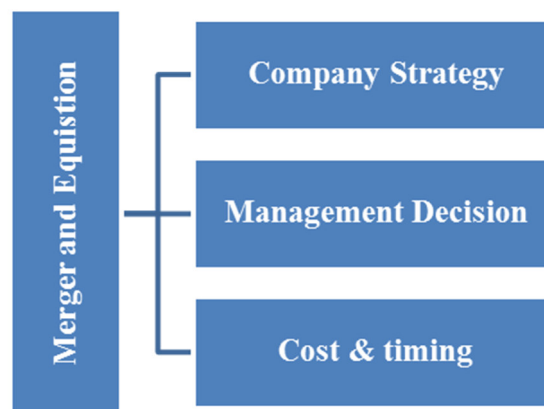 Merger and Equistion
Company Strategy
Management Decision
Cost & timing